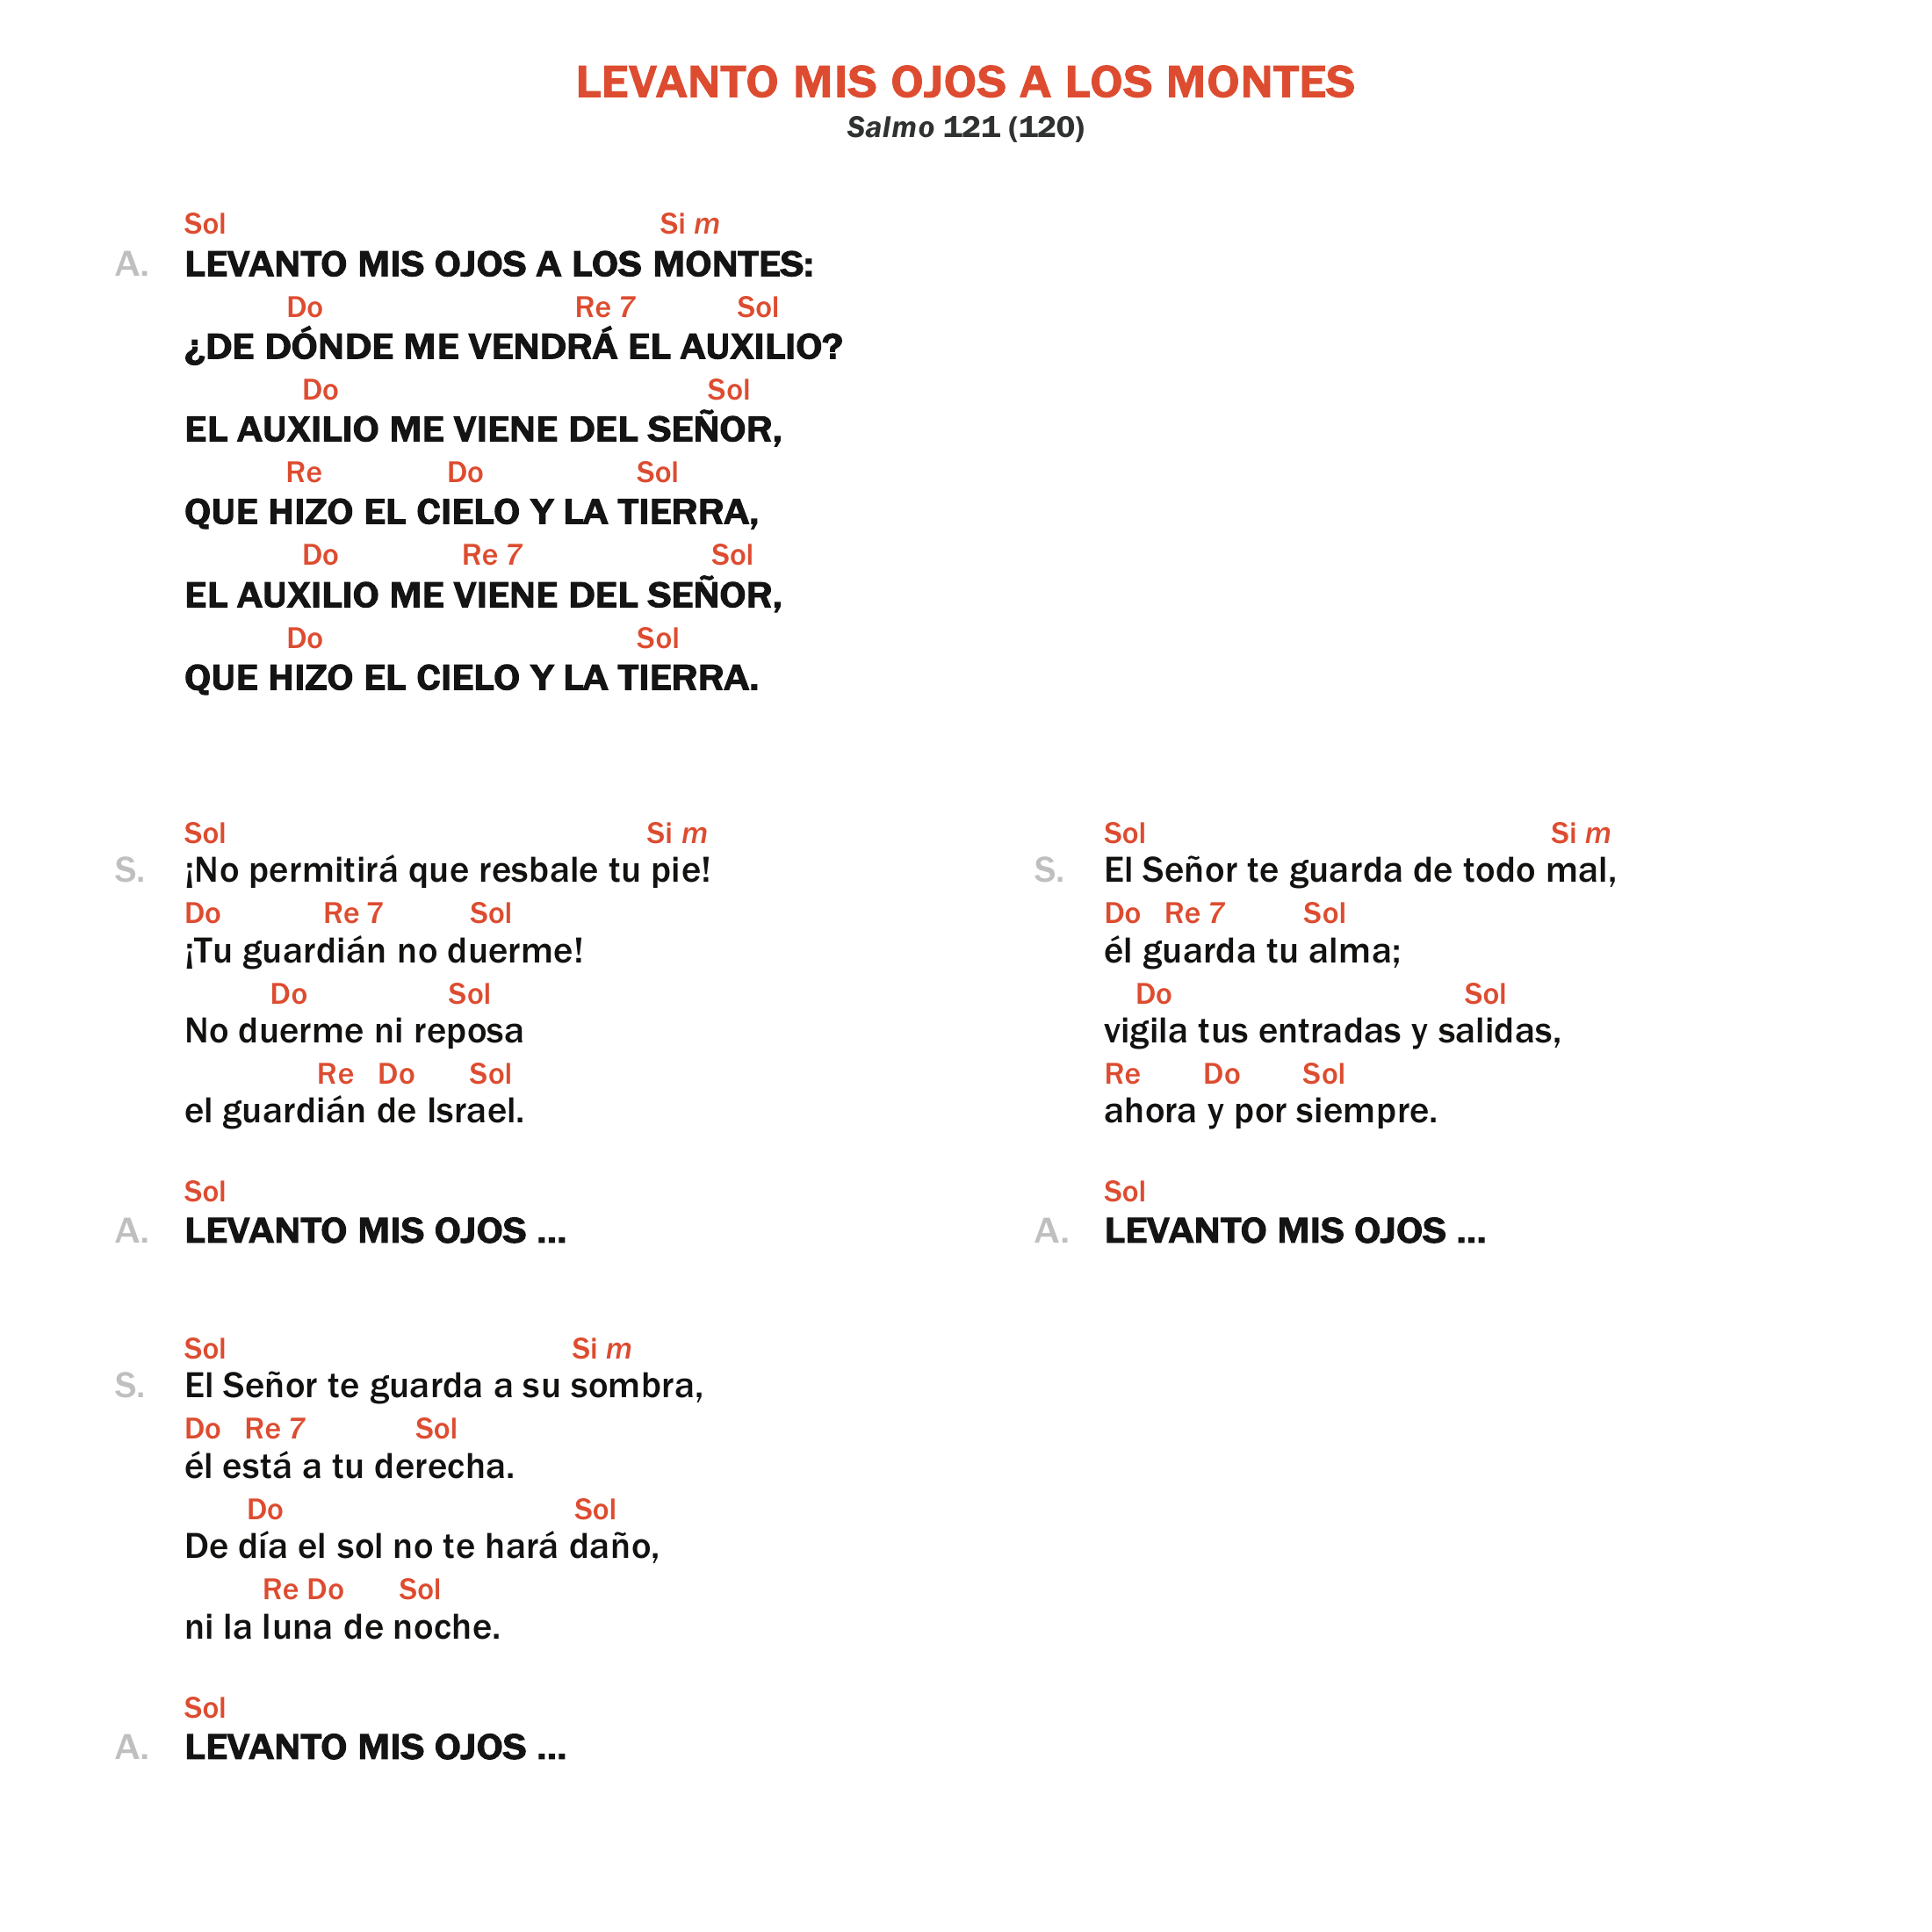 LEVANTO MIS OJOS A LOS MONTES
Salmo 121 (120)
Sol Si m
A. LEVANTO MIS OJOS A LOS MONTES:
Do Re 7 Sol
¿DE DÓNDE ME VENDRÁ EL AUXILIO?
Do Sol
EL AUXILIO ME VIENE DEL SEÑOR,
Re Do Sol
QUE HIZO EL CIELO Y LA TIERRA,
Do Re 7 Sol
EL AUXILIO ME VIENE DEL SEÑOR,
Do Sol
QUE HIZO EL CIELO Y LA TIERRA.
Sol Si m
S. ¡No permitirá que resbale tu pie!
Do Re 7 Sol
¡Tu guardián no duerme!
Do Sol
No duerme ni reposa
Re Do Sol
el guardián de Israel.
Sol
A. LEVANTO MIS OJOS ...
Sol Si m
S. El Señor te guarda a su sombra,
Do Re 7 Sol
él está a tu derecha.
Do Sol
De día el sol no te hará daño,
Re Do Sol
ni la luna de noche.
Sol
A. LEVANTO MIS OJOS ...
Sol Si m
S. El Señor te guarda de todo mal,
Do Re 7 Sol
él guarda tu alma;
Do Sol
vigila tus entradas y salidas,
Re Do Sol
ahora y por siempre.
Sol
A. LEVANTO MIS OJOS ...